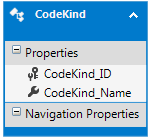 CodeKind
Properties
CodeKind_ID
CodeKind_Name
Navigation Properties